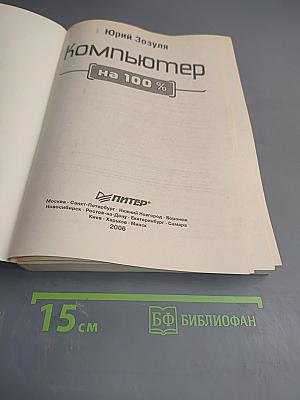 Юрий Зозуля
Компьютер
на 100 %
ПИТЕР®
Москва · Санкт-Петербург · Нижний Новгород · Воронеж
Новосибирск · Ростов-на-Дону · Екатеринбург · Самара
Киев · Харьков · Минск
2006
15 см
БФ БИБЛИОФАН